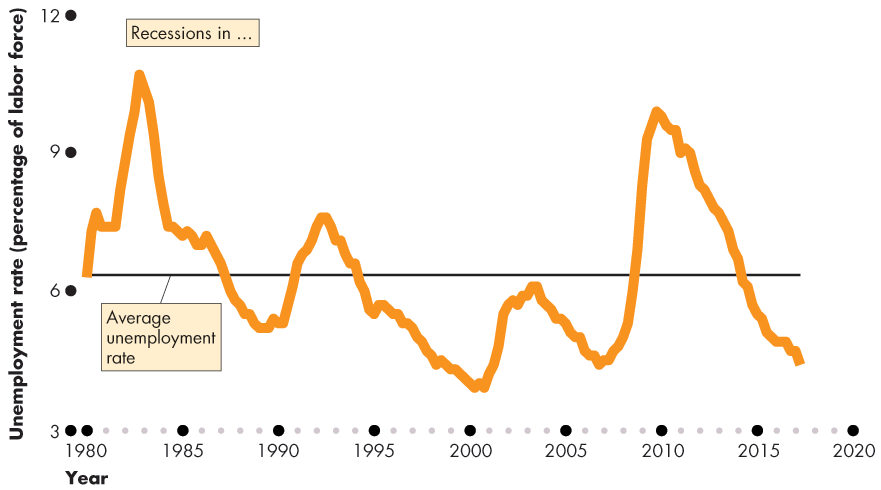 Unemployment rate (percentage of labor force)
12
9
6
3
Recessions in ...
Average
unemployment
rate
1980 1985 1990 1995 2000 2005 2010 2015 2020
Year